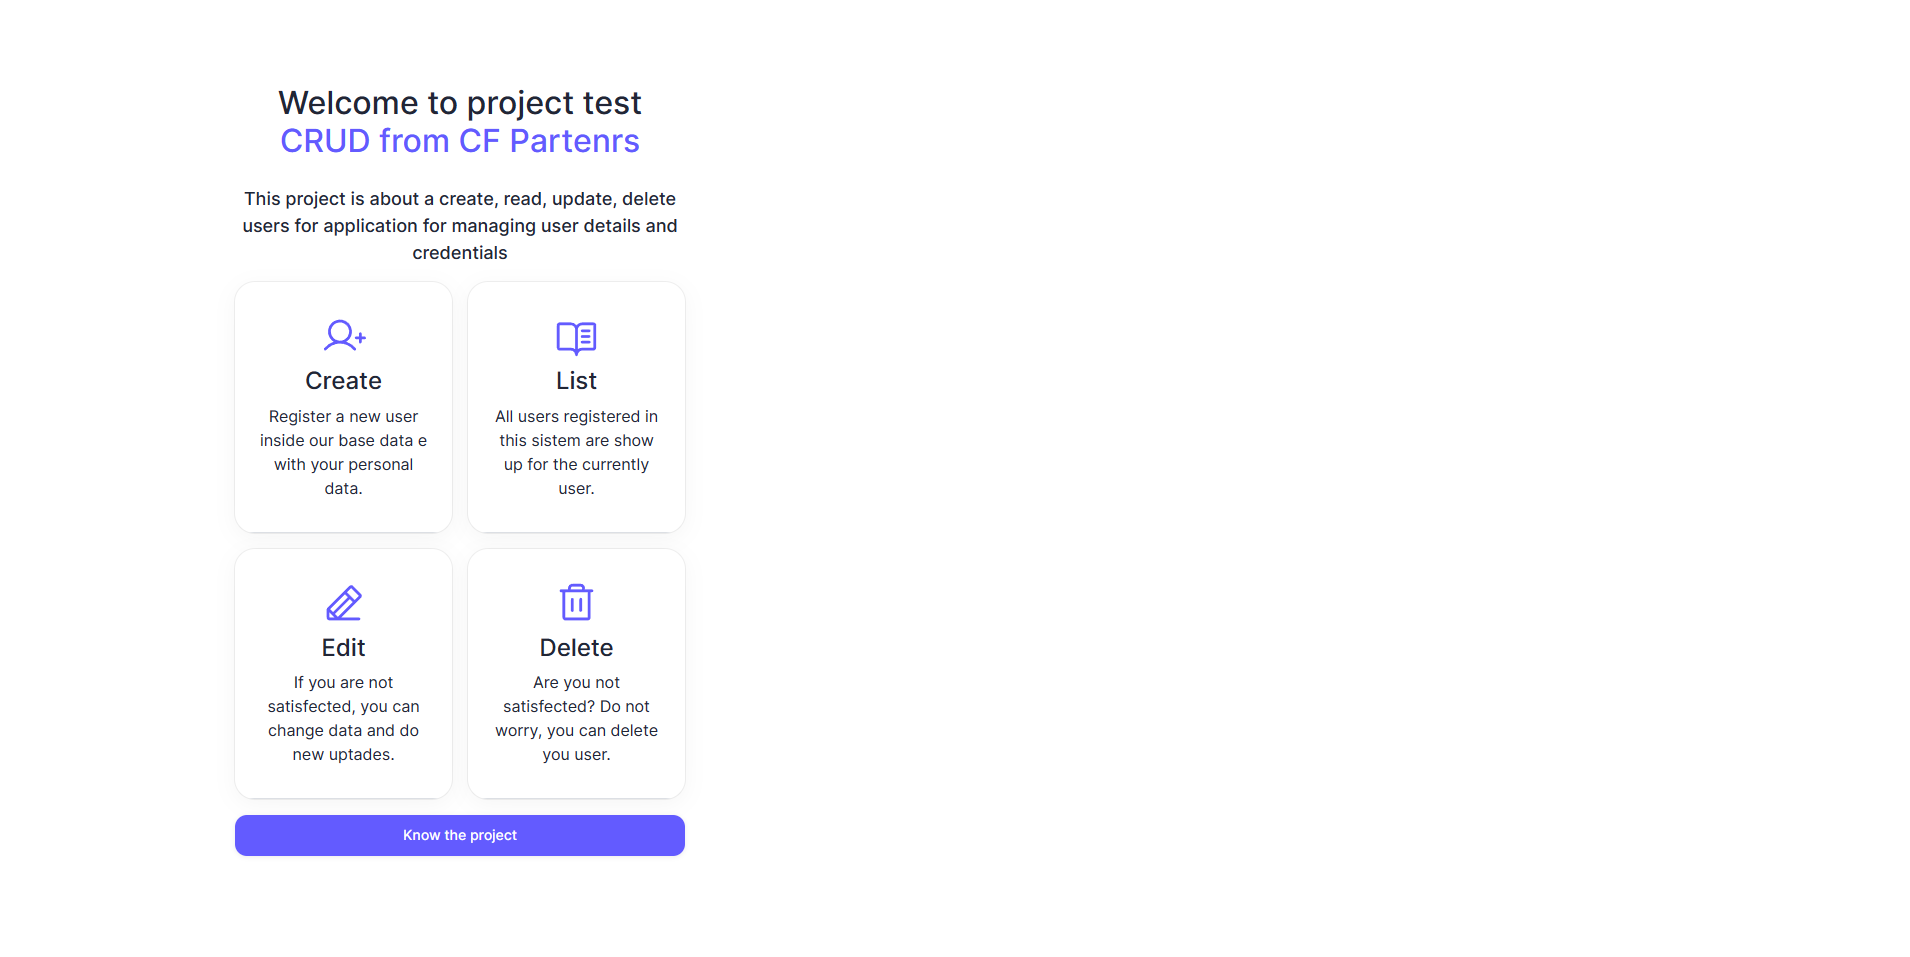 Welcome to project test
CRUD from CF Partenrs
This project is about a create, read, update, delete
users for application for managing user details and
credentials
Create
Register a new user
inside our base data e
with your personal
data.
List
All users registered in
this sistem are show
up for the currently
user.
Edit
If you are not
satisfected, you can
change data and do
new uptades.
Delete
Are you not
satisfected? Do not
worry, you can delete
you user.
Know the project